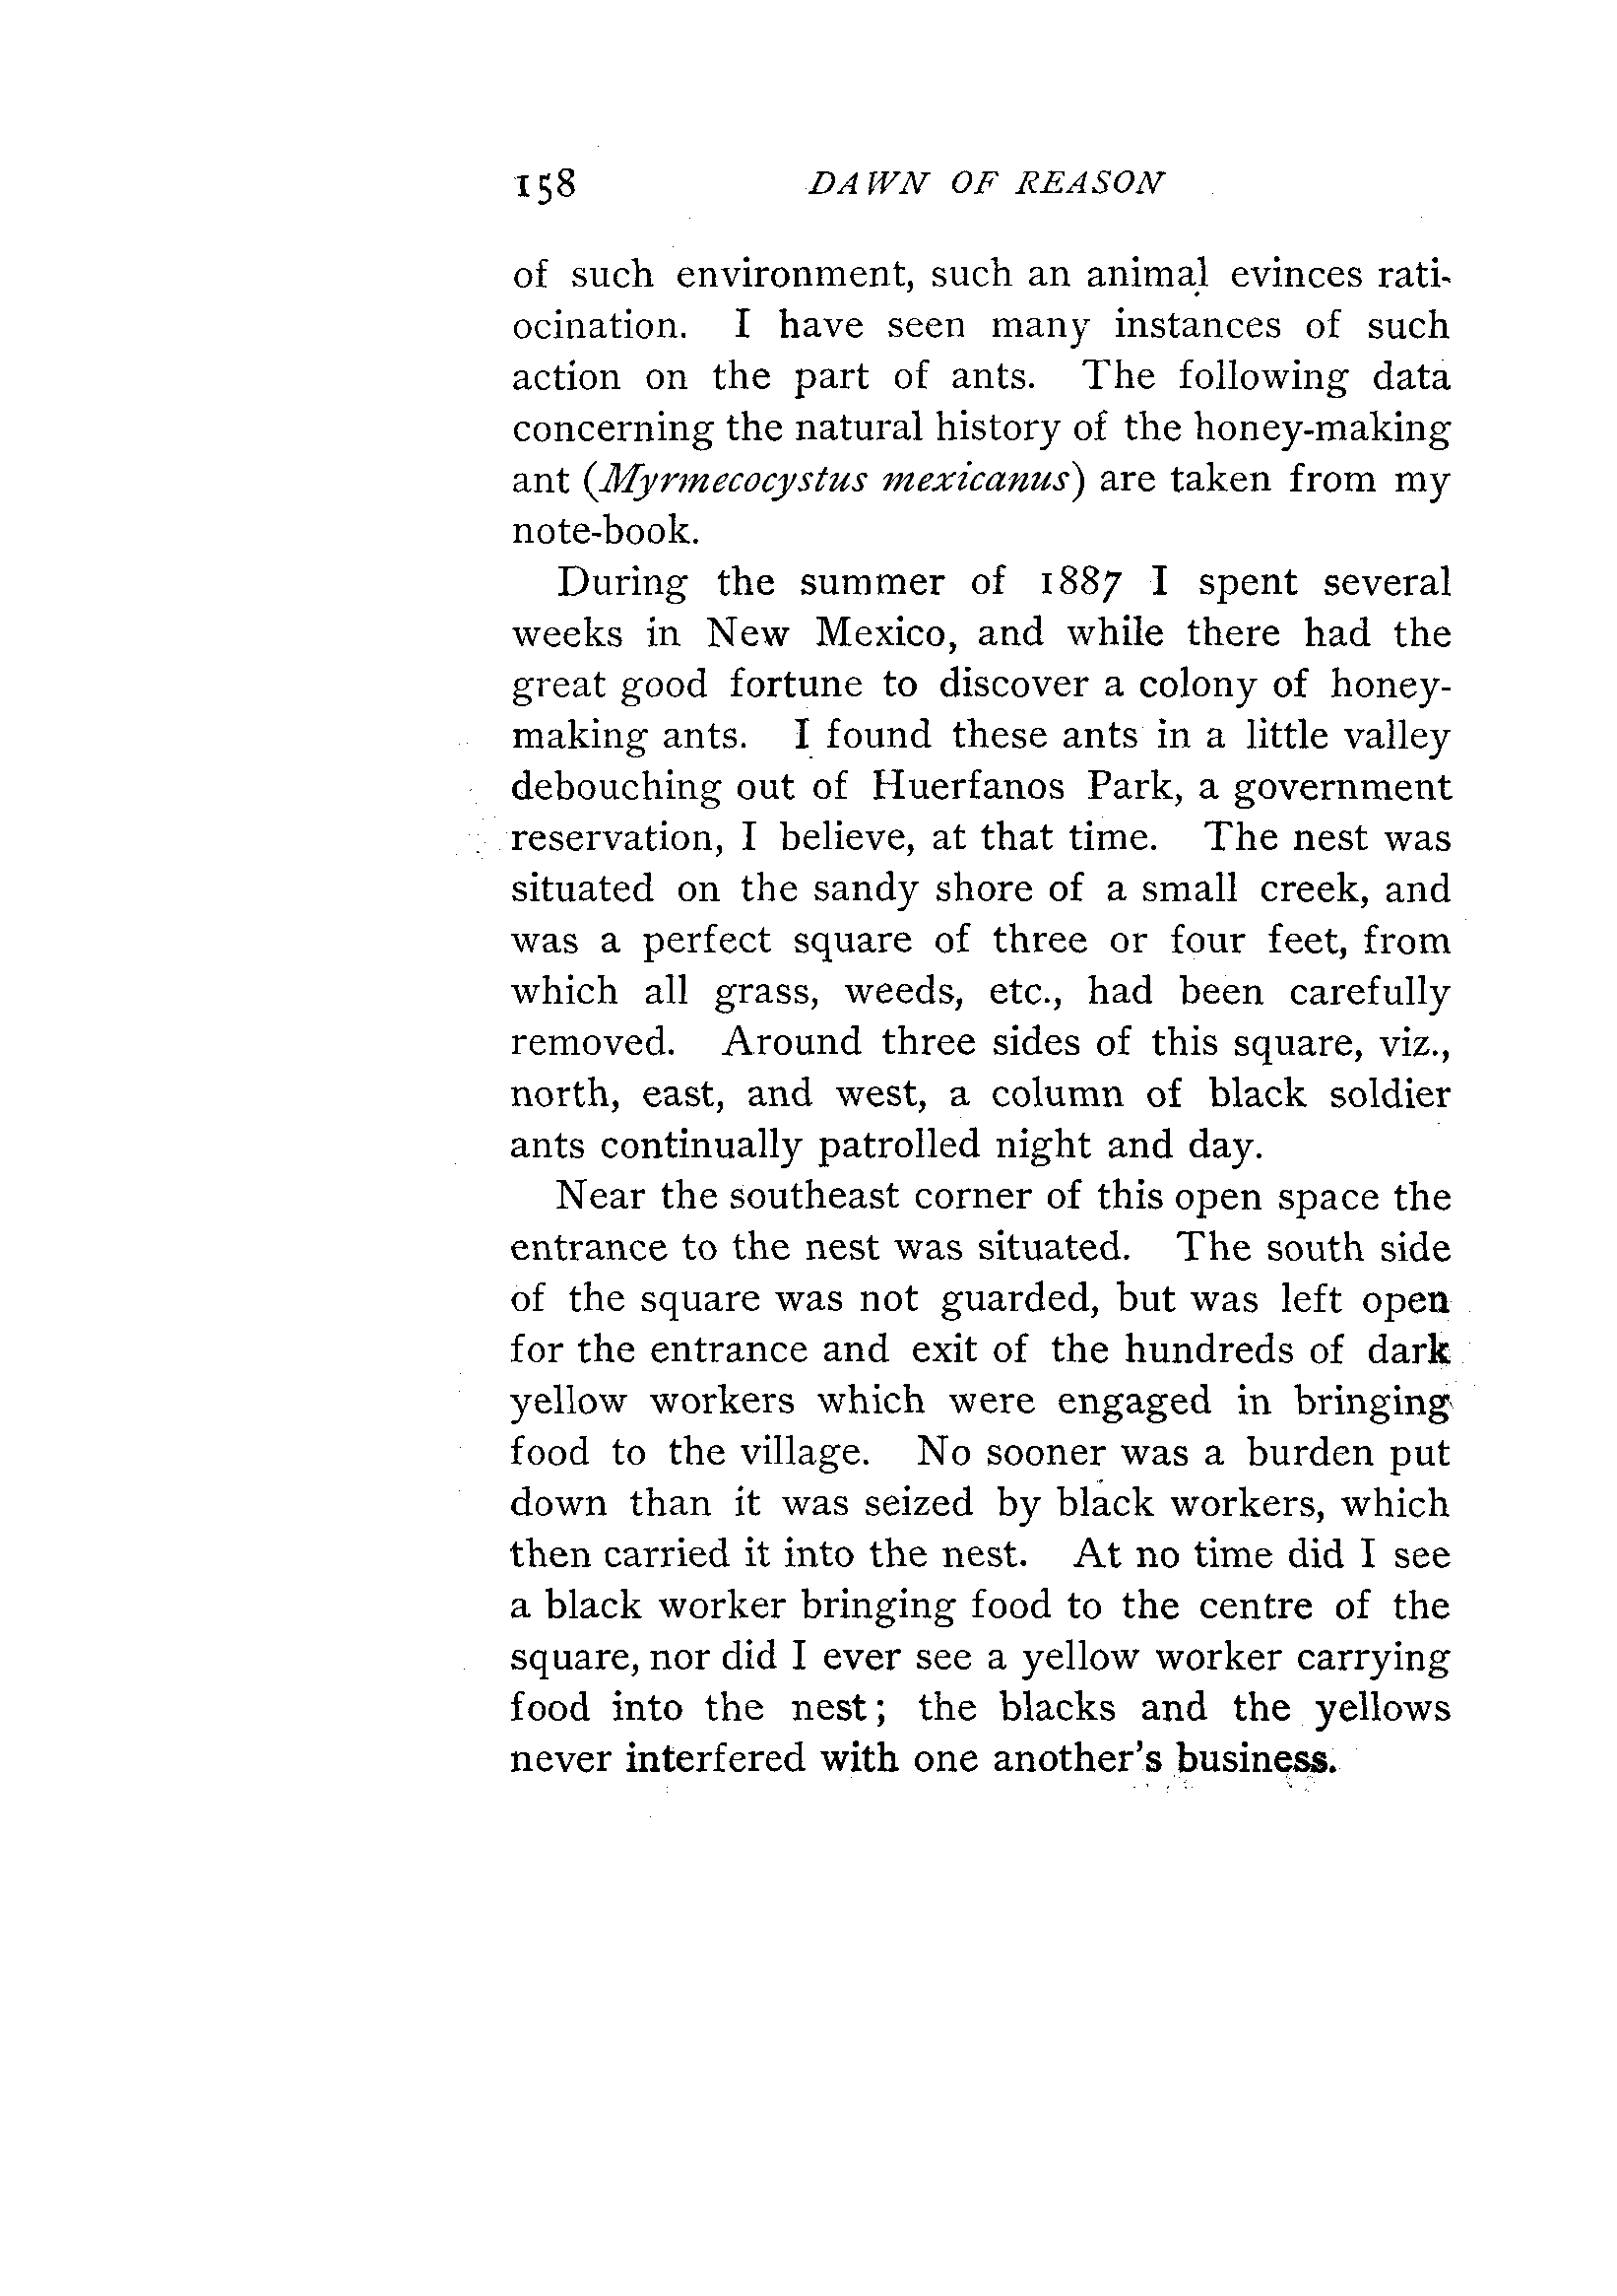 158 DAWN OF REASON
of such environment, such an animal evinces rati-
ocination. I have seen many instances of such
action on the part of ants. The following data
concerning the natural history of the honey-making
ant (Myrmecocystus mexicanus) are taken from my
note-book.
During the summer of 1887 I spent several
weeks in New Mexico, and while there had the
great good fortune to discover a colony of honey-
making ants. I found these ants in a little valley
debouching out of Huerfanos Park, a government
reservation, I believe, at that time. The nest was
situated on the sandy shore of a small creek, and
was a perfect square of three or four feet, from
which all grass, weeds, etc., had been carefully
removed. Around three sides of this square, viz.,
north, east, and west, a column of black soldier
ants continually patrolled night and day.
Near the southeast corner of this open space the
entrance to the nest was situated. The south side
of the square was not guarded, but was left open
for the entrance and exit of the hundreds of dark
yellow workers which were engaged in bringing
food to the village. No sooner was a burden put
down than it was seized by black workers, which
then carried it into the nest. At no time did I see
a black worker bringing food to the centre of the
square, nor did I ever see a yellow worker carrying
food into the nest; the blacks and the yellows
never interfered with one another's business.